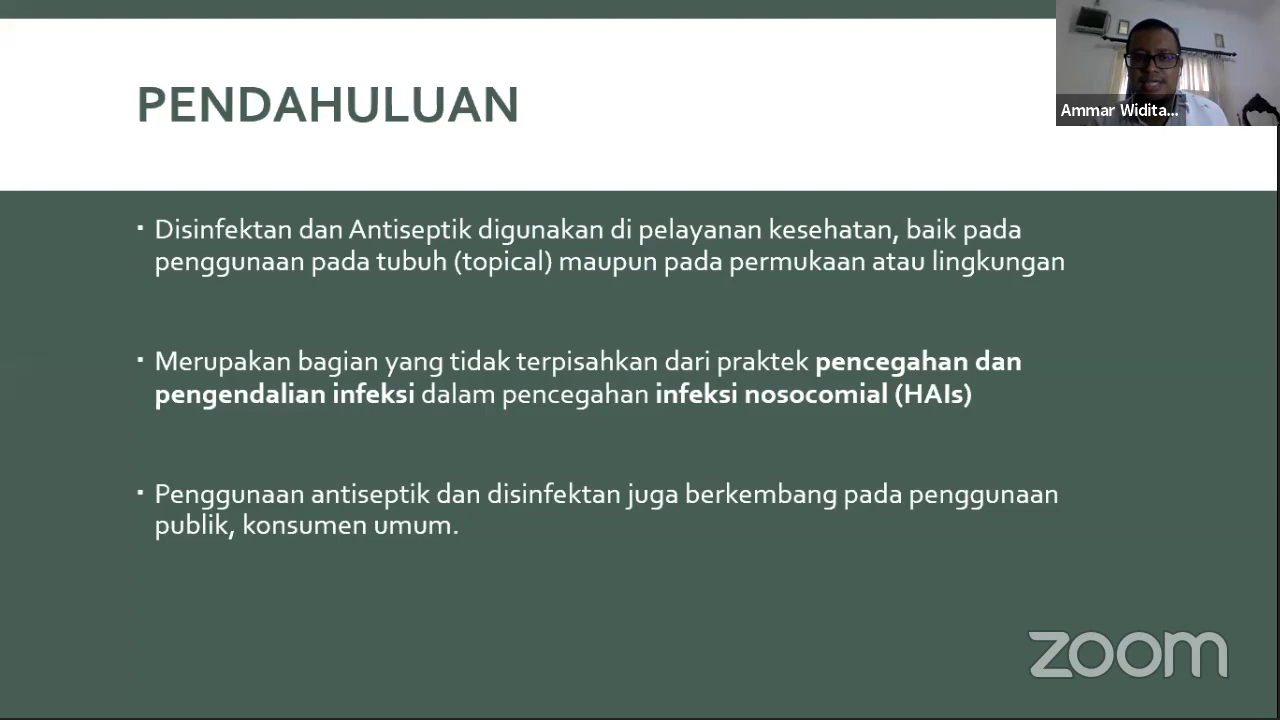 PENDAHULUAN
Ammar Widita...
▪ Disinfektan dan Antiseptik digunakan di pelayanan kesehatan, baik pada
penggunaan pada tubuh (topical) maupun pada permukaan atau lingkungan
▪ Merupakan bagian yang tidak terpisahkan dari praktek pencegahan dan
pengendalian infeksi dalam pencegahan infeksi nosocomial (HAIs)
▪ Penggunaan antiseptik dan disinfektan juga berkembang pada penggunaan
publik, konsumen umum.
zoom